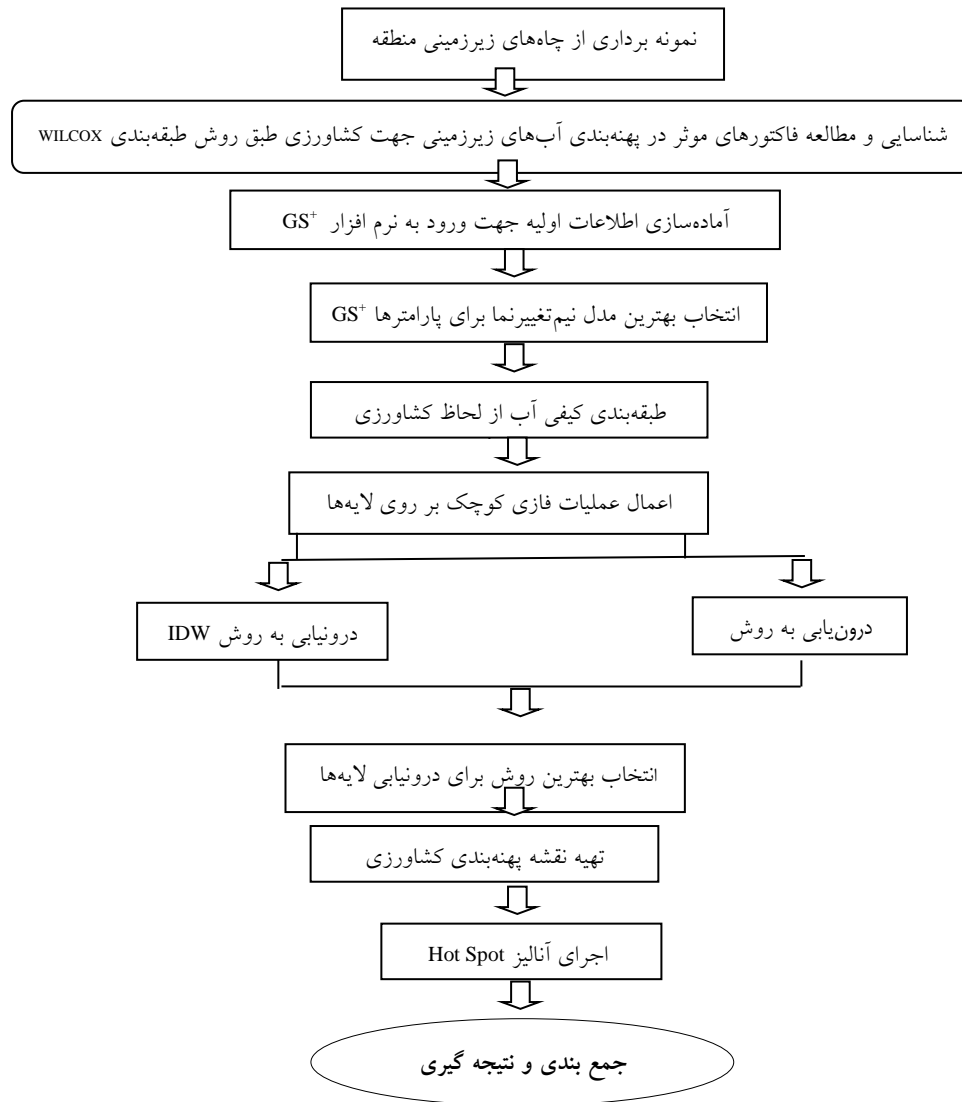 نمونه برداری از چاه‌های زیرزمینی منطقه
شناسایی و مطالعه فاکتورهای موثر در پهنه‌بندی آب‌های زیرزمینی جهت کشاورزی طبق روش طبقه‌بندی WILCOX
آماده‌سازی اطلاعات اولیه جهت ورود به نرم افزار GS⁺
انتخاب بهترین مدل نیم‌تغییرنما برای پارامترها GS⁺
طبقه‌بندی کیفی آب از لحاظ کشاورزی
اعمال عملیات فازی کوچک بر روی لایه‌ها
درون‌یابی به روش
درونیابی به روش IDW
انتخاب بهترین روش برای درونیابی لایه‌ها
تهیه نقشه پهنه‌بندی کشاورزی
اجرای آنالیز Hot Spot
جمع بندی و نتیجه گیری